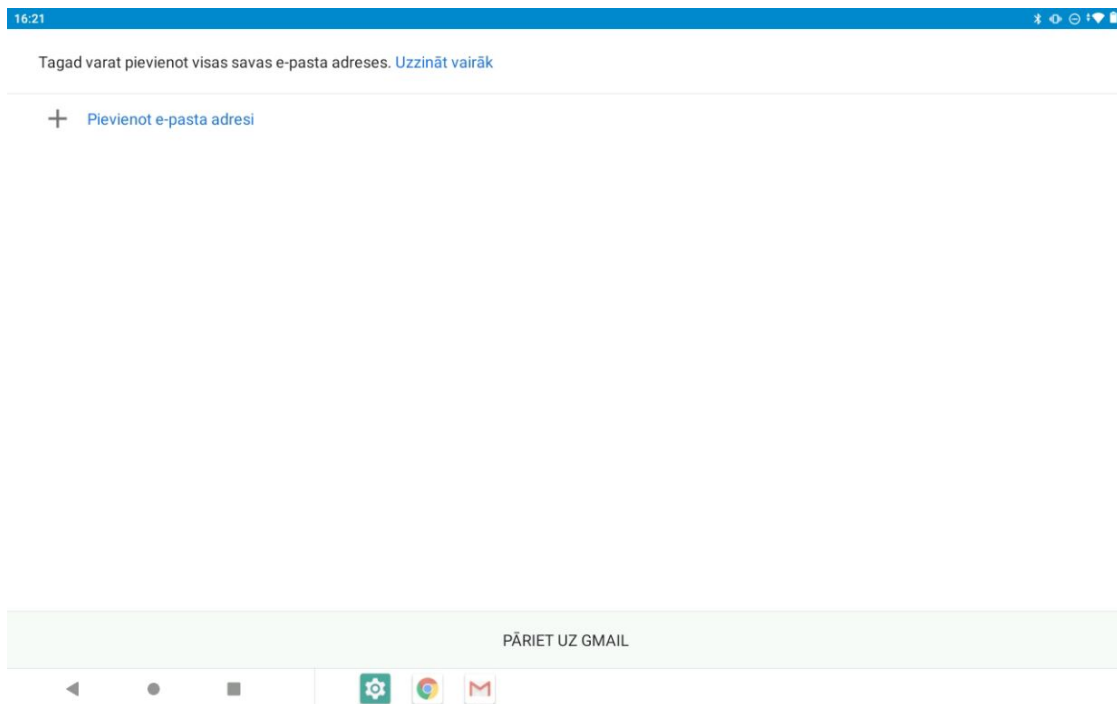 16:21
Tagad varat pievienot visas savas e-pasta adreses. Uzzināt vairāk
Pievienot e-pasta adresi
PĀRIET UZ GMAIL